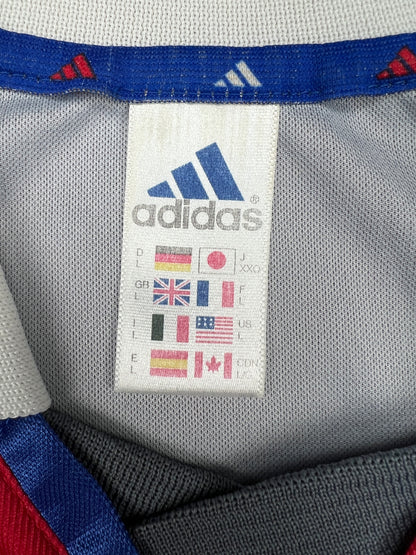 adidas®
D L J XXO
GB L F L
I L US L
E L CDN L/G